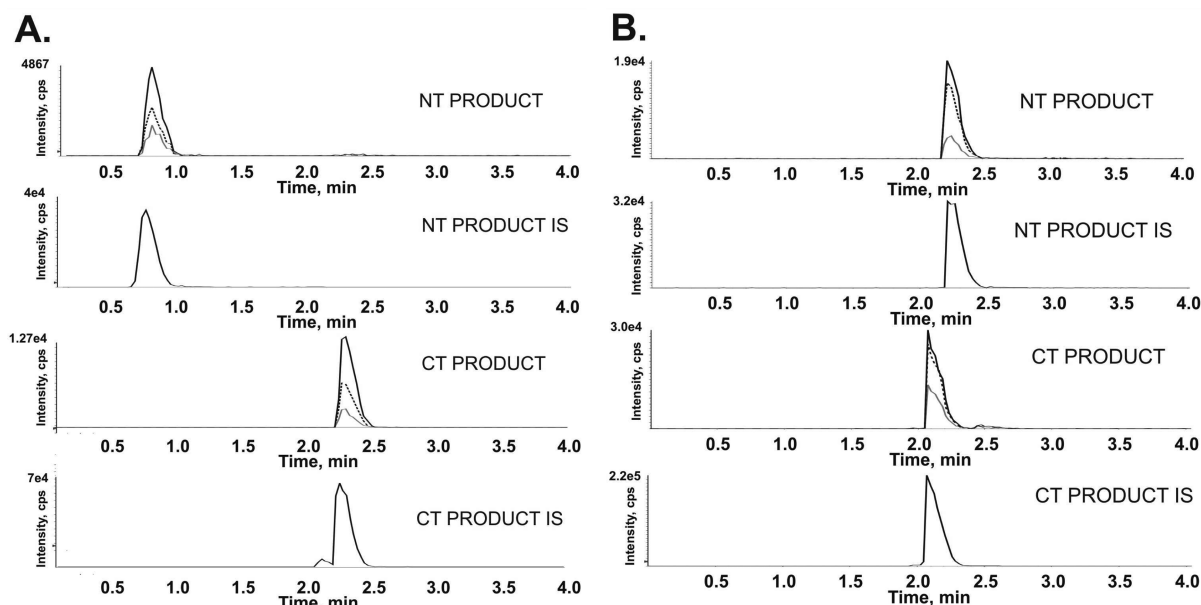 A.
4867
Intensity, cps
NT PRODUCT
0.5 1.0 1.5 2.0 2.5 3.0 3.5 4.0
Time, min
4e4
Intensity, cps
NT PRODUCT IS
0.5 1.0 1.5 2.0 2.5 3.0 3.5 4.0
Time, min
1.27e4
Intensity, cps
CT PRODUCT
0.5 1.0 1.5 2.0 2.5 3.0 3.5 4.0
Time, min
7e4
Intensity, cps
CT PRODUCT IS
0.5 1.0 1.5 2.0 2.5 3.0 3.5 4.0
Time, min
B.
1.9e4
Intensity, cps
NT PRODUCT
0.5 1.0 1.5 2.0 2.5 3.0 3.5 4.0
Time, min
3.2e4
Intensity, cps
NT PRODUCT IS
0.5 1.0 1.5 2.0 2.5 3.0 3.5 4.0
Time, min
3.0e4
Intensity, cps
CT PRODUCT
0.5 1.0 1.5 2.0 2.5 3.0 3.5 4.0
Time, min
2.2e5
Intensity, cps
CT PRODUCT IS
0.5 1.0 1.5 2.0 2.5 3.0 3.5 4.0
Time, min